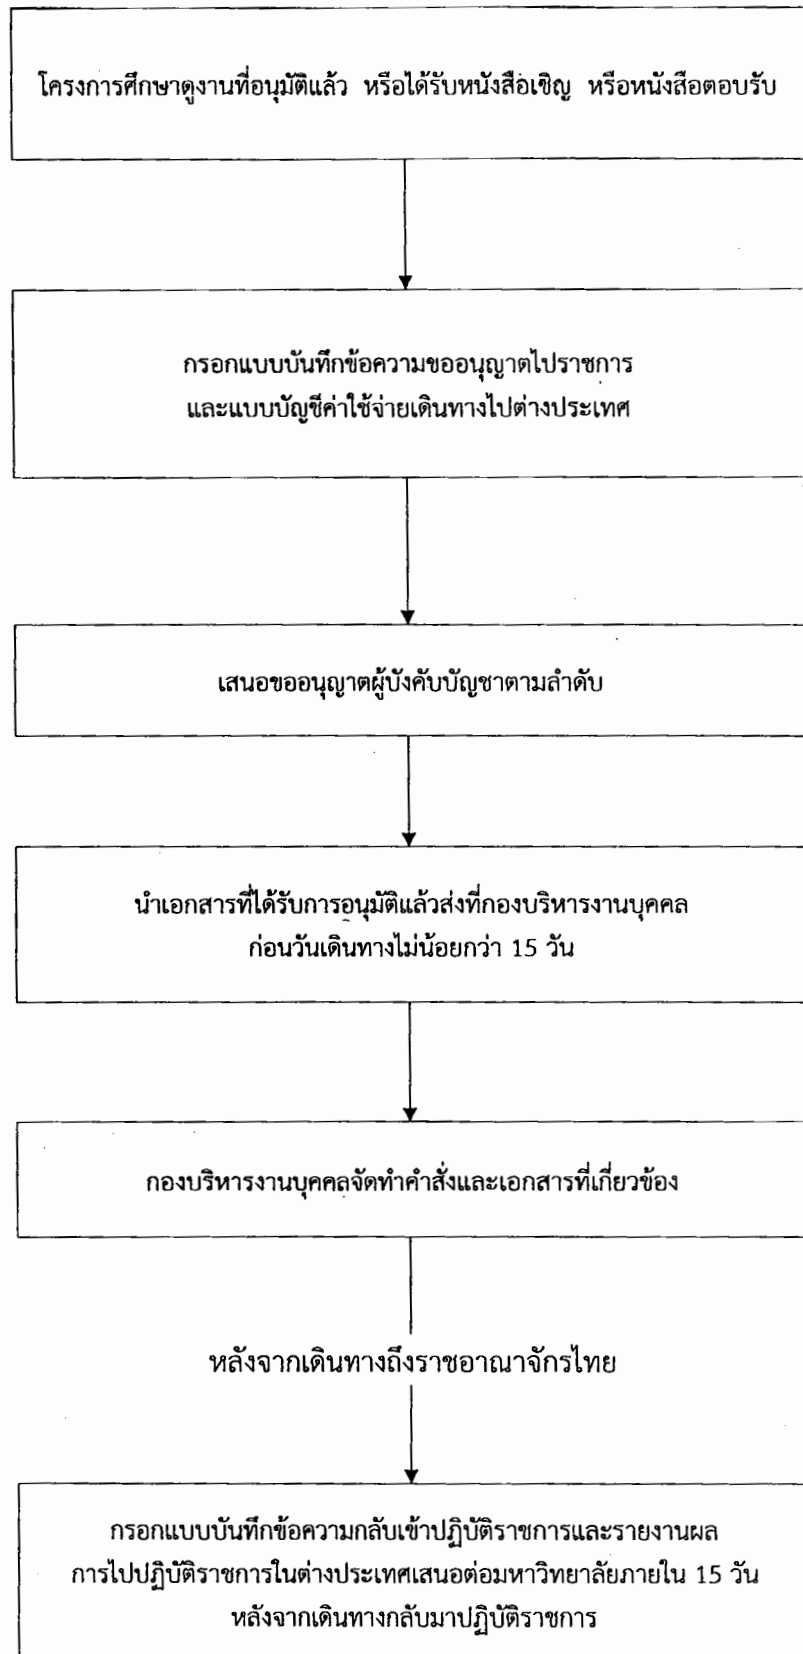 โครงการศึกษาดูงานที่อนุมัติแล้ว หรือได้รับหนังสือเชิญ หรือหนังสือตอบรับ
กรอกแบบบันทึกข้อความขออนุญาตไปราชการ
และแบบบัญชีค่าใช้จ่ายเดินทางไปต่างประเทศ
เสนอขออนุญาตผู้บังคับบัญชาตามลำดับ
นำเอกสารที่ได้รับการอนุมัติแล้วส่งที่กองบริหารงานบุคคล
ก่อนวันเดินทางไม่น้อยกว่า 15 วัน
กองบริหารงานบุคคลจัดทำคำสั่งและเอกสารที่เกี่ยวข้อง
หลังจากเดินทางถึงราชอาณาจักรไทย
กรอกแบบบันทึกข้อความกลับเข้าปฏิบัติราชการและรายงานผล
การไปปฏิบัติราชการในต่างประเทศเสนอต่อมหาวิทยาลัยภายใน 15 วัน
หลังจากเดินทางกลับมาปฏิบัติราชการ